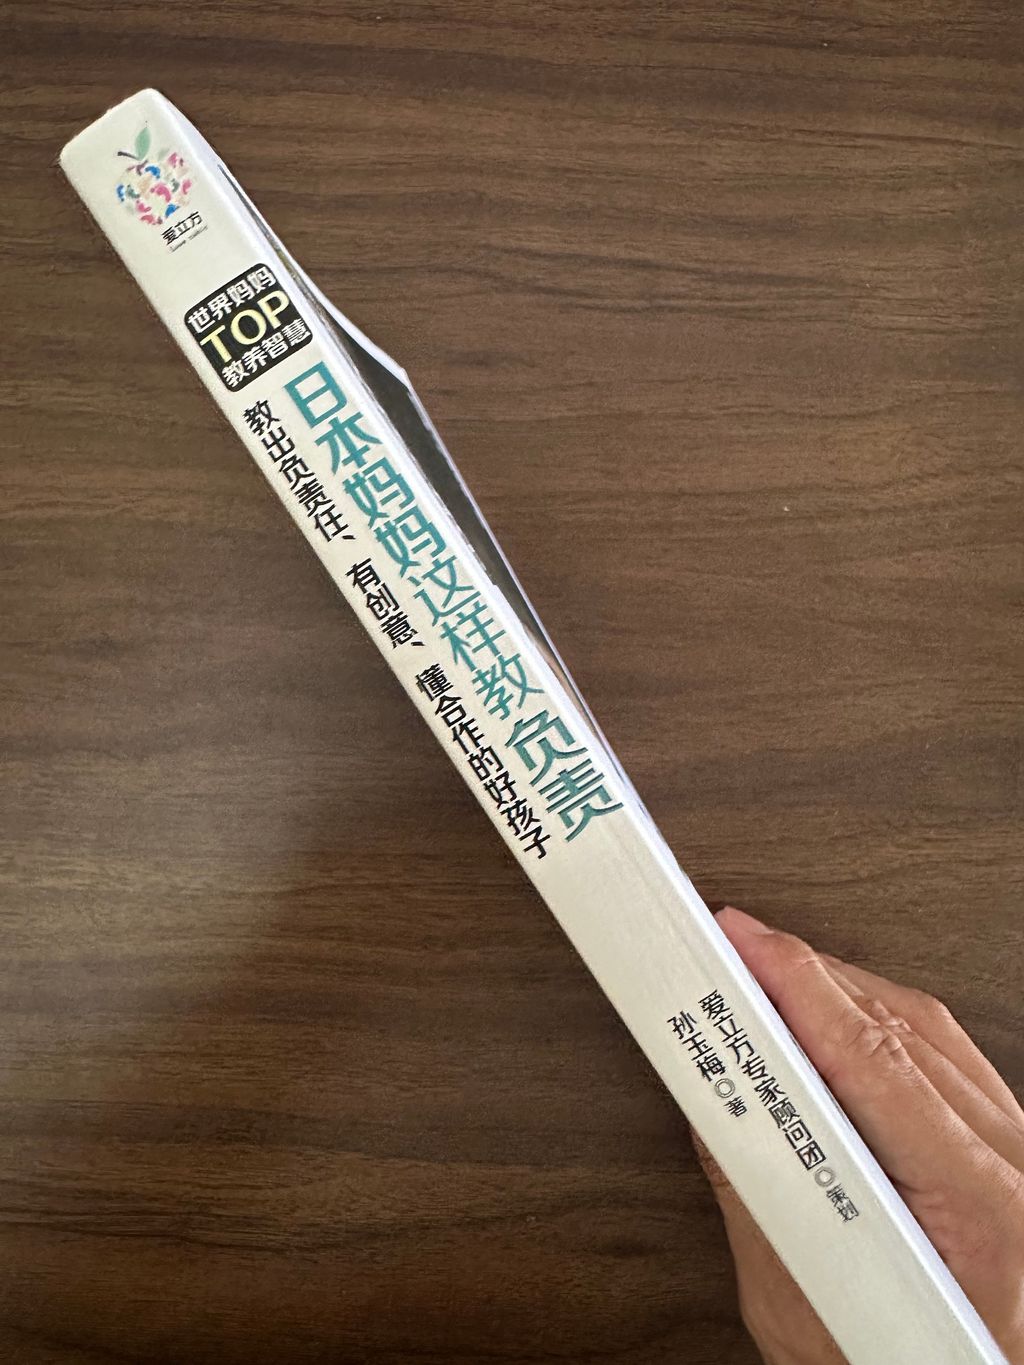 爱立方
世界妈妈
TOP
教养智慧
日本妈妈这样教负责
教出负责任、有创意、懂合作的好孩子
爱立方专家顾问团◎策划
孙玉梅◎著